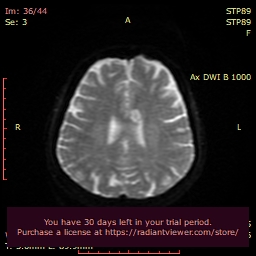 Im: 36/44
STP89
Se: 3
STP89
A
F
Ax DWI B 1000
R
L
You have 30 days left in your trial period.
Purchase a license at https://radiantviewer.com/store/